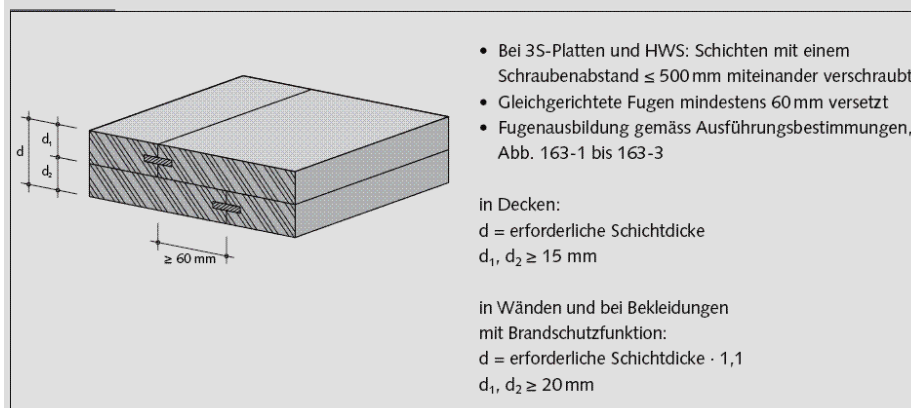 d
d₁
d₂
≥ 60 mm
• Bei 3S-Platten und HWS: Schichten mit einem
Schraubenabstand ≤ 500 mm miteinander verschraubt
• Gleichgerichtete Fugen mindestens 60 mm versetzt
• Fugenausbildung gemäss Ausführungsbestimmungen,
Abb. 163-1 bis 163-3
in Decken:
d = erforderliche Schichtdicke
d₁, d₂ ≥ 15 mm
in Wänden und bei Bekleidungen
mit Brandschutzfunktion:
d = erforderliche Schichtdicke · 1,1
d₁, d₂ ≥ 20 mm